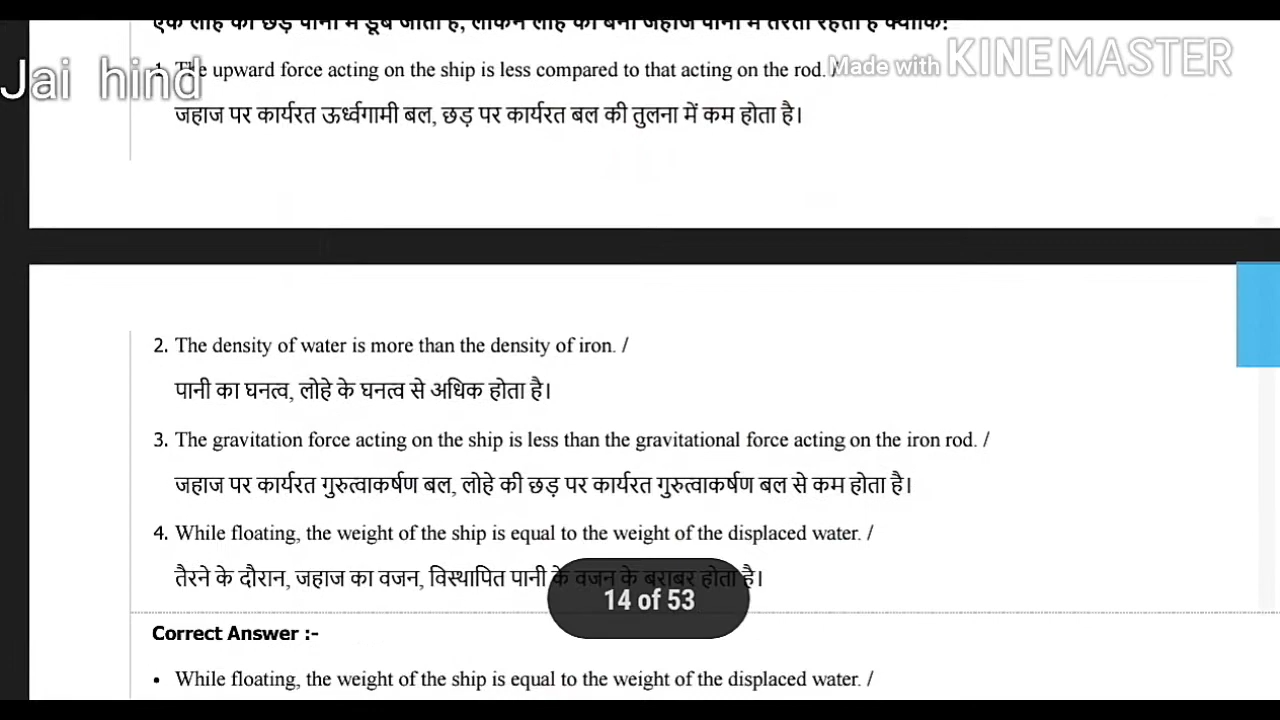 एक लोहे की छड़ पानी में डूब जाती है, लेकिन लोहे का बना जहाज पानी में तैरता रहता है क्योंकि:
Jai hind
Made with KINEMASTER
1. The upward force acting on the ship is less compared to that acting on the rod. /
जहाज पर कार्यरत ऊर्ध्वगामी बल, छड़ पर कार्यरत बल की तुलना में कम होता है।
2. The density of water is more than the density of iron. /
पानी का घनत्व, लोहे के घनत्व से अधिक होता है।
3. The gravitation force acting on the ship is less than the gravitational force acting on the iron rod. /
जहाज पर कार्यरत गुरुत्वाकर्षण बल, लोहे की छड़ पर कार्यरत गुरुत्वाकर्षण बल से कम होता है।
4. While floating, the weight of the ship is equal to the weight of the displaced water. /
तैरने के दौरान, जहाज का वजन, विस्थापित पानी के वजन के बराबर होता है।
14 of 53
Correct Answer :-
• While floating, the weight of the ship is equal to the weight of the displaced water. /